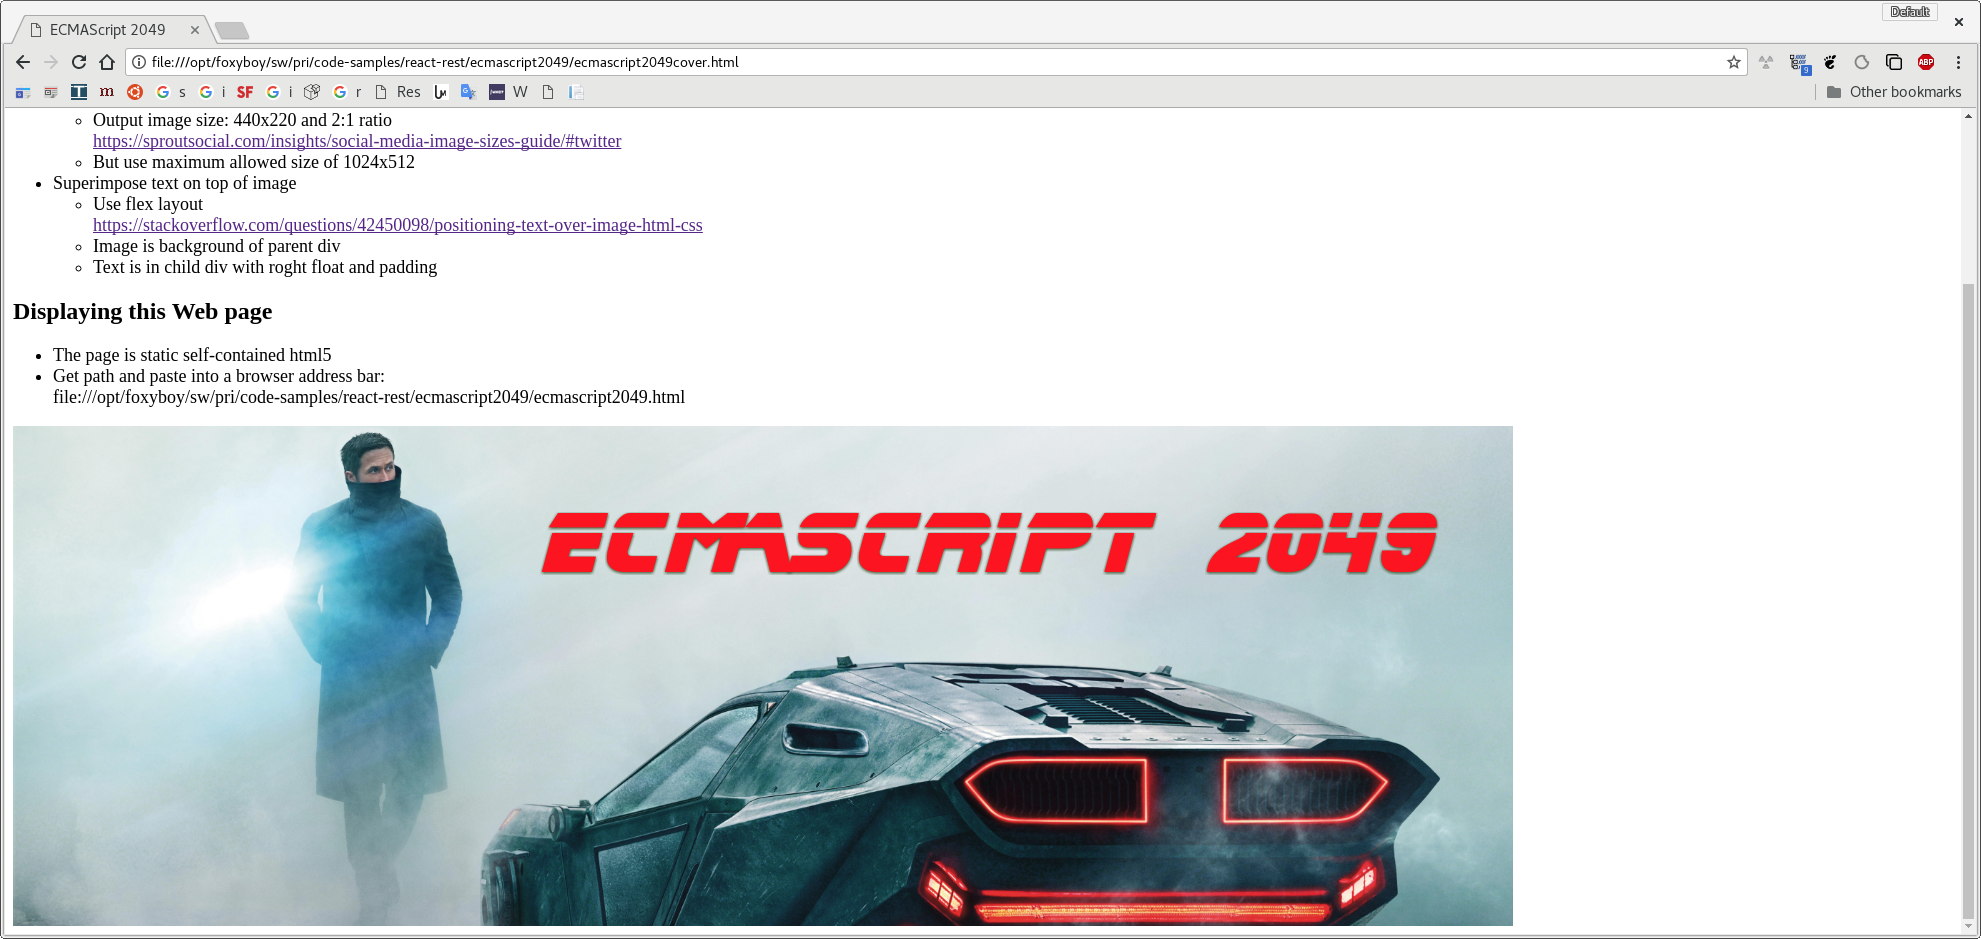 Default
ECMAScript 2049
file:///opt/foxyboy/sw/pri/code-samples/react-rest/ecmascript2049/ecmascript2049cover.html
9
ABP
T m G s G i SF G i G r Res W Other bookmarks
Output image size: 440x220 and 2:1 ratio
https://sproutsocial.com/insights/social-media-image-sizes-guide/#twitter
But use maximum allowed size of 1024x512
Superimpose text on top of image
Use flex layout
https://stackoverflow.com/questions/42450098/positioning-text-over-image-html-css
Image is background of parent div
Text is in child div with roght float and padding
Displaying this Web page
The page is static self-contained html5
Get path and paste into a browser address bar:
file:///opt/foxyboy/sw/pri/code-samples/react-rest/ecmascript2049/ecmascript2049.html
ECMASCRIPT 2049